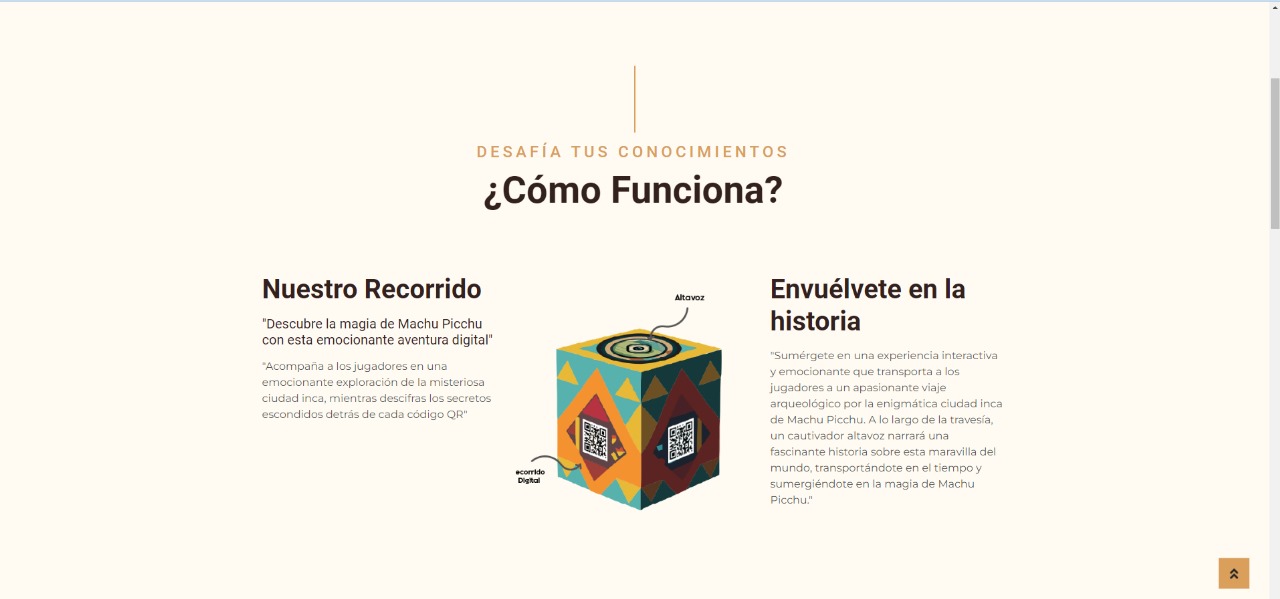 DESAFÍA TUS CONOCIMIENTOS
¿Cómo Funciona?
Nuestro Recorrido
"Descubre la magia de Machu Picchu
con esta emocionente aventura digital"
"Acompaña a los jugadores en una
emocionante exploración de la misteriosa
ciudad inca, mientras descifras los secretos
escondidos detrás de cada código QR"
Altavoz
ecorrido
Digital
Envuélvete en la
historia
"Sumérgete en una experiencia interactiva
y emocionante que transporta a los
jugadores a un apasionante viaje
arqueológico por la enigmática ciudad inca
de Machu Picchu. A lo largo de la travesía,
un cautivador altavoz narrará una
fascinante historia sobre esta maravilla del
mundo, transportándote en el tiempo y
sumergiéndote en la magia de Machu
Picchu."